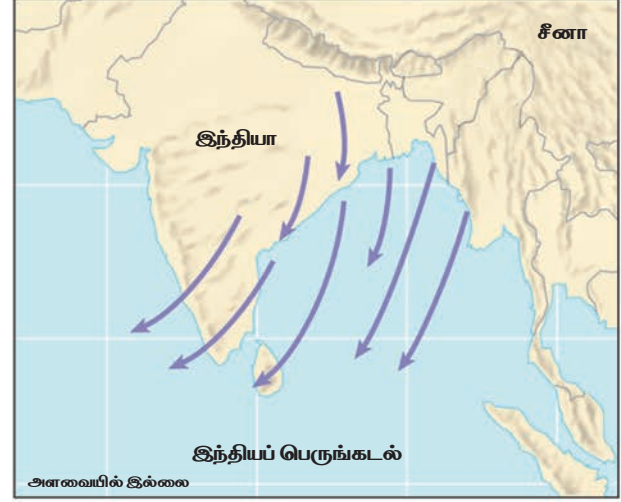 சீனா
இந்தியா
இந்தியப் பெருங்கடல்
அளவையில் இல்லை